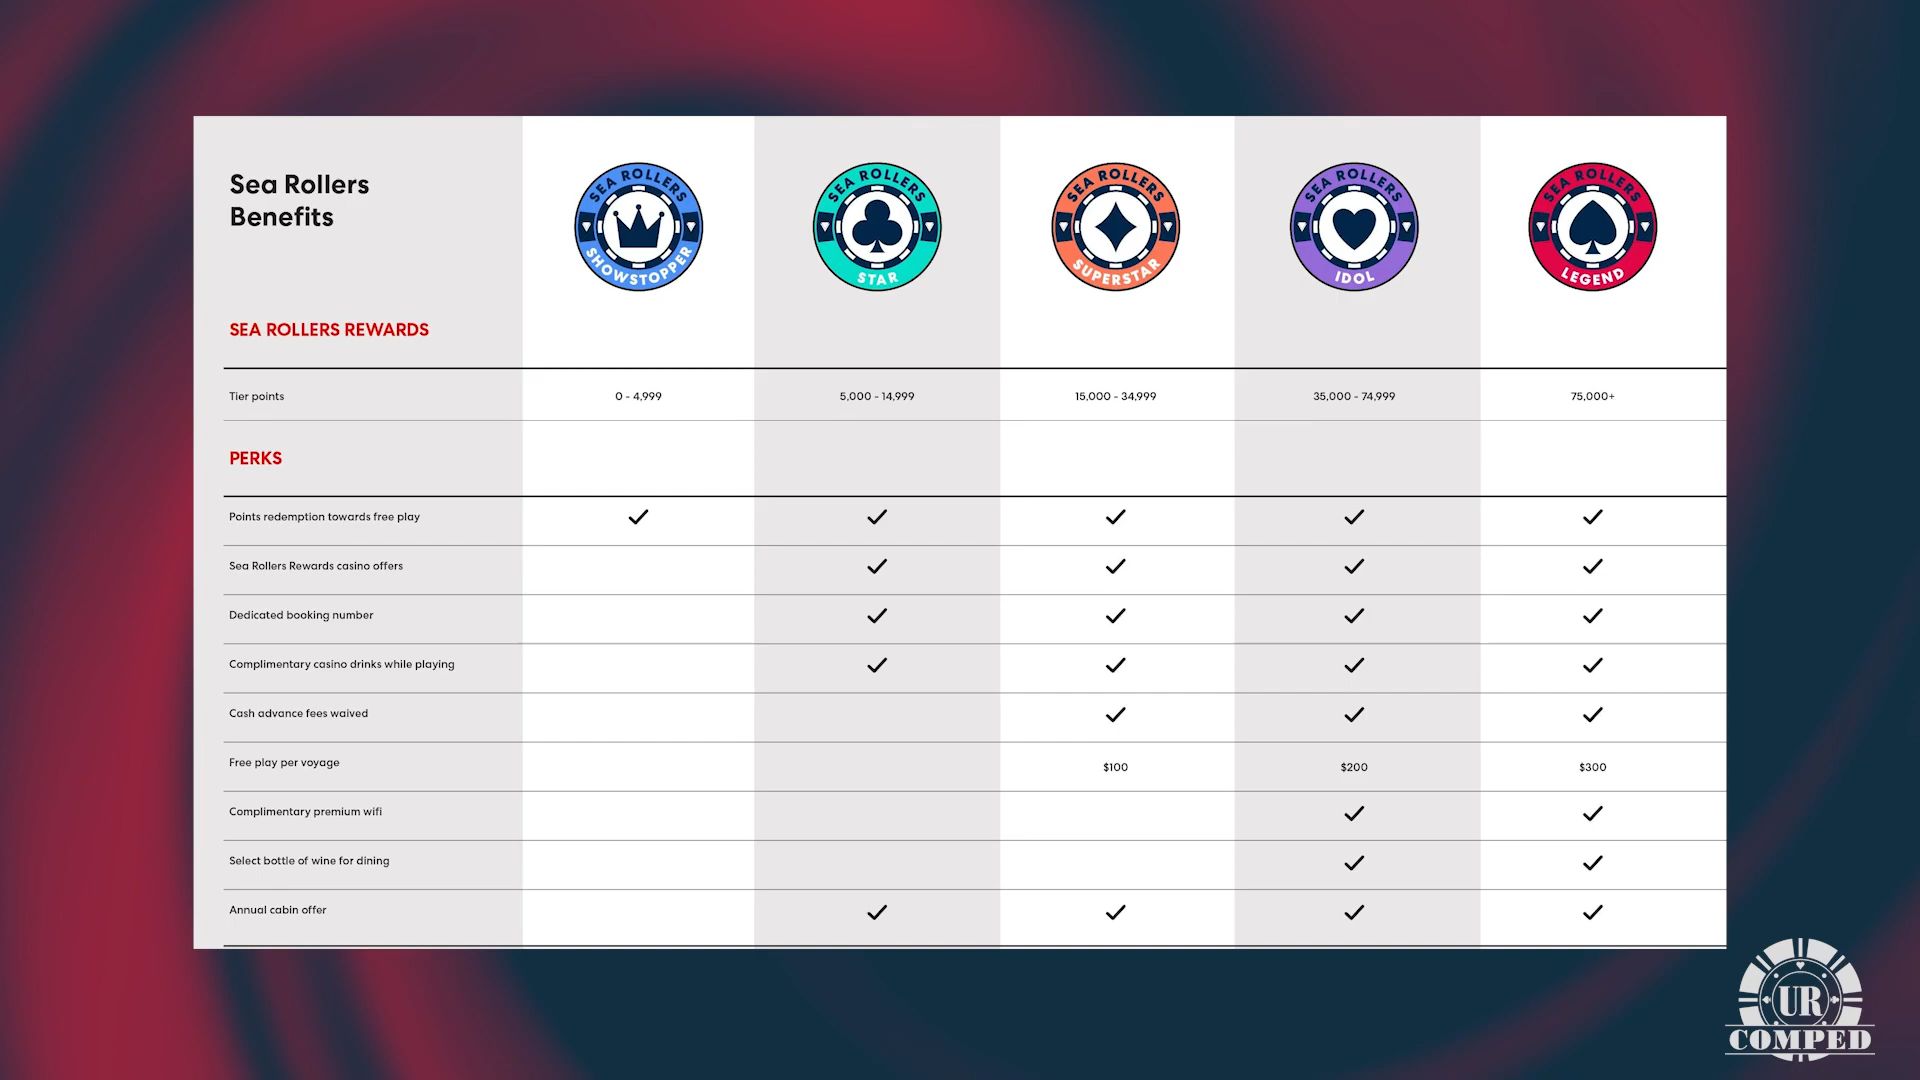 Sea Rollers
Benefits
SEA ROLLERS SHOWSTOPPER
SEA ROLLERS STAR
SEA ROLLERS SUPERSTAR
SEA ROLLERS IDOL
SEA ROLLERS LEGEND
SEA ROLLERS REWARDS
Tier points 0 - 4,999 5,000 - 14,999 15,000 - 34,999 35,000 - 74,999 75,000+
PERKS
Points redemption towards free play
Sea Rollers Rewards casino offers
Dedicated booking number
Complimentary casino drinks while playing
Cash advance fees waived
Free play per voyage $100 $200 $300
Complimentary premium wifi
Select bottle of wine for dining
Annual cabin offer
UR
COMPED